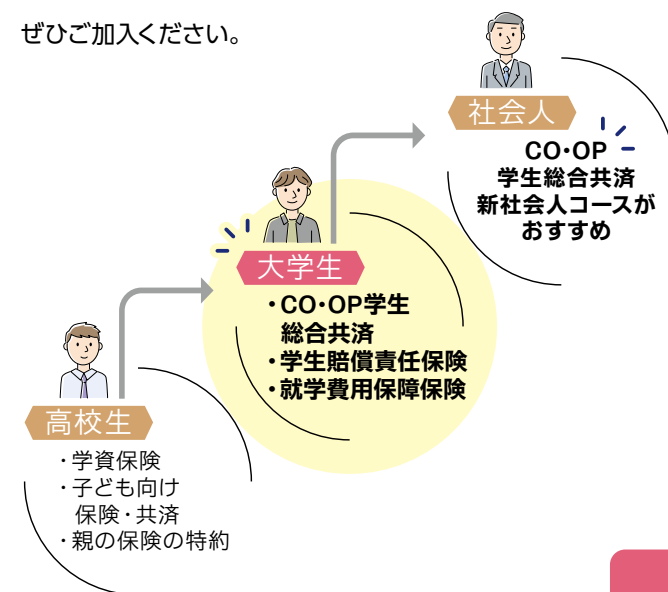 ぜひご加入ください。
社会人
CO・OP
学生総合共済
新社会人コースが
おすすめ
大学生
・CO・OP学生
総合共済
・学生賠償責任保険
・就学費用保障保険
高校生
・学資保険
・子ども向け
保険・共済
・親の保険の特約